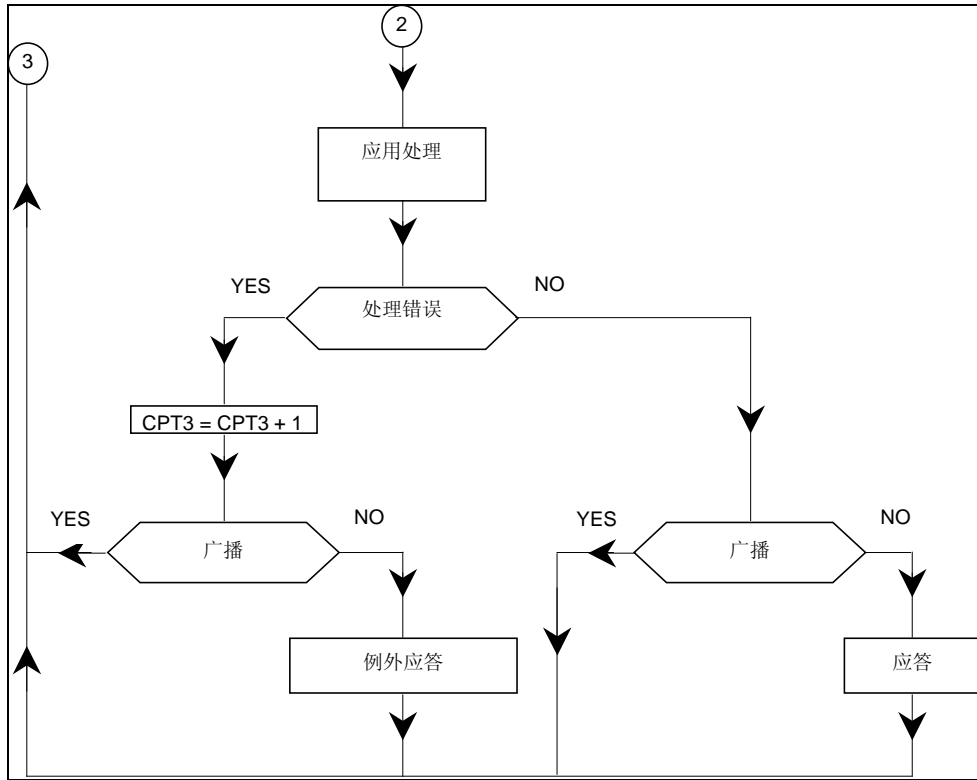 2
3
应用处理
YES
NO
处理错误
CPT3 = CPT3 + 1
YES
NO
YES
NO
广播
广播
例外应答
应答